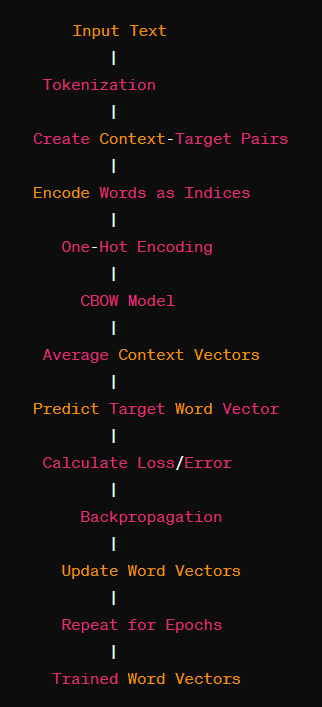 Input Text
|
Tokenization
|
Create Context-Target Pairs
|
Encode Words as Indices
|
One-Hot Encoding
|
CBOW Model
|
Average Context Vectors
|
Predict Target Word Vector
|
Calculate Loss/Error
|
Backpropagation
|
Update Word Vectors
|
Repeat for Epochs
|
Trained Word Vectors